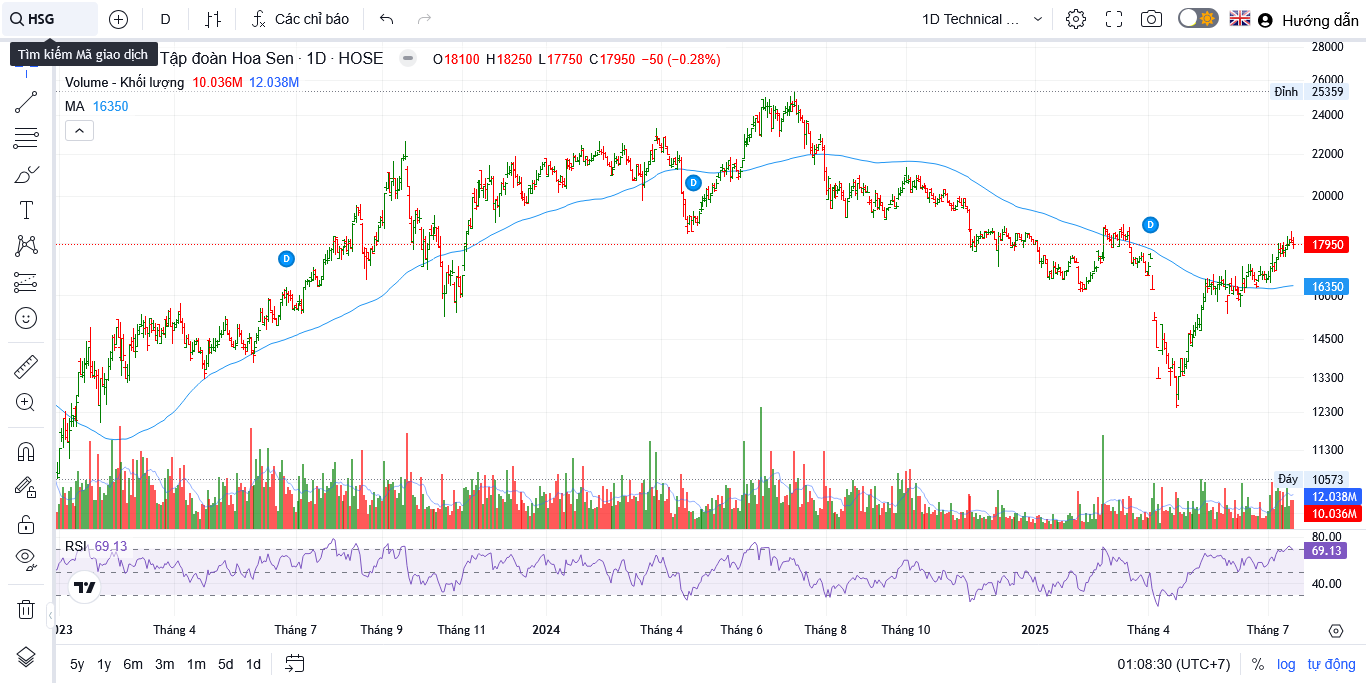 HSG
D
Các chỉ báo
1D Technical ...
Hướng dẫn
Tìm kiếm Mã giao dịch
Tập đoàn Hoa Sen · 1D · HOSE
O18100 H18250 L17750 C17950 −50 (−0.28%)
Volume - Khối lượng 10.036M 12.038M
MA 16350
28000
26000
Đỉnh 25359
24000
22000
20000
17950
16350
16000
14500
13300
12300
11300
Đáy 10573
12.038M
10.036M
D
D
D
RSI 69.13
80.00
69.13
40.00
023 Tháng 4 Tháng 7 Tháng 9 Tháng 11 2024 Tháng 4 Tháng 6 Tháng 8 Tháng 10 2025 Tháng 4 Tháng 7
5y 1y 6m 3m 1m 5d 1d
01:08:30 (UTC+7) % log tự động